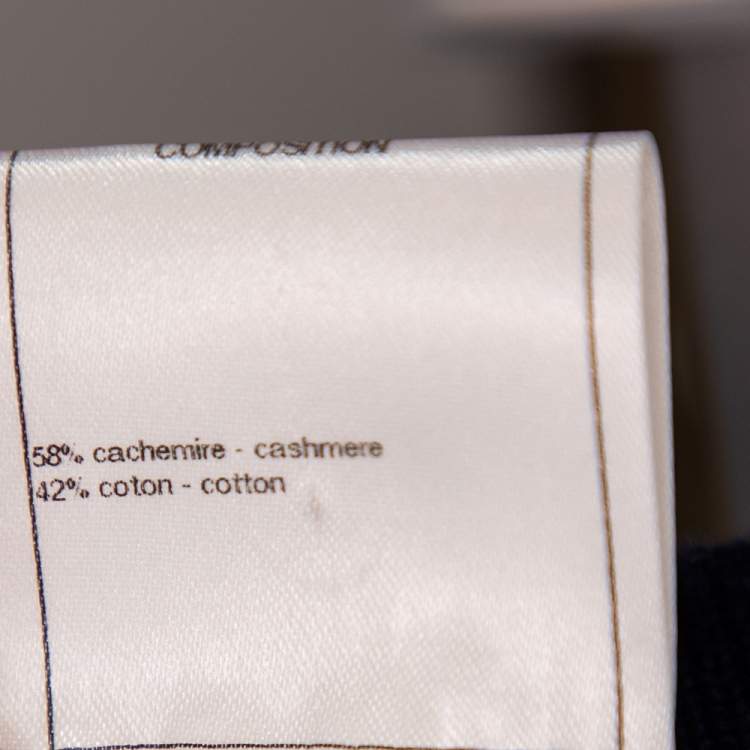 COMPOSITION
58% cachemire - cashmere
42% coton - cotton